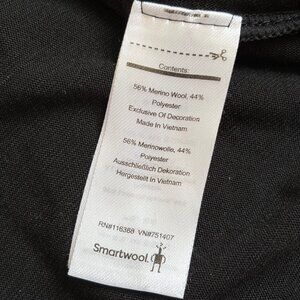 Contents:
56% Merino Wool, 44%
Polyester
Exclusive Of Decoration
Made In Vietnam
56% Merinowolle, 44%
Polyester
Ausschließlich Dekoration
Hergestellt in Vietnam
RN#116388 VN#751407
Smartwool.